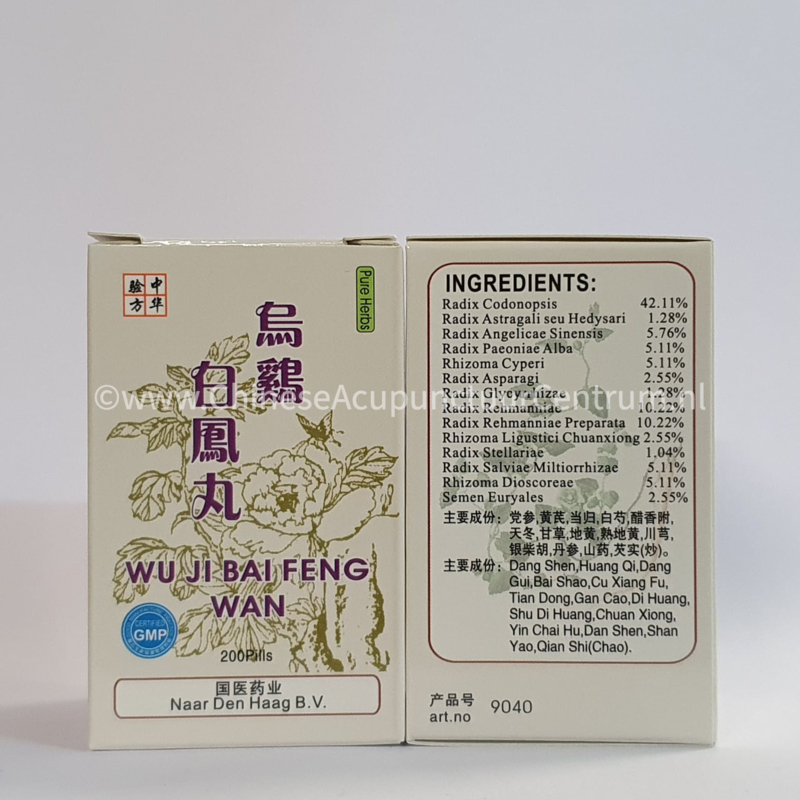 中华
验方
Pure Herbs
烏鷄
白鳳丸
WU JI BAI FENG
WAN
CERTIFIED
GMP
200Pills
国医药业
Naar Den Haag B.V.
INGREDIENTS:
Radix Codonopsis 42.11%
Radix Astragali seu Hedysari 1.28%
Radix Angelicae Sinensis 5.76%
Radix Paeoniae Alba 5.11%
Rhizoma Cyperi 5.11%
Radix Asparagi 2.55%
Radix Glycyrrhizae 1.28%
Radix Rehmanniae 10.22%
Radix Rehmanniae Preparata 10.22%
Rhizoma Ligustici Chuanxiong 2.55%
Radix Stellariae 1.04%
Radix Salviae Miltiorrhizae 5.11%
Rhizoma Dioscoreae 5.11%
Semen Euryales 2.55%
主要成份：党参,黄芪,当归,白芍,醋香附,
天冬,甘草,地黄,熟地黄,川芎,
银柴胡,丹参,山药,芡实(炒)。
主要成份：Dang Shen,Huang Qi,Dang
Gui,Bai Shao,Cu Xiang Fu,
Tian Dong,Gan Cao,Di Huang,
Shu Di Huang,Chuan Xiong,
Yin Chai Hu,Dan Shen,Shan
Yao,Qian Shi(Chao).
产品号
art.no 9040
©www.ChineseAcupunctuurCentrum.nl